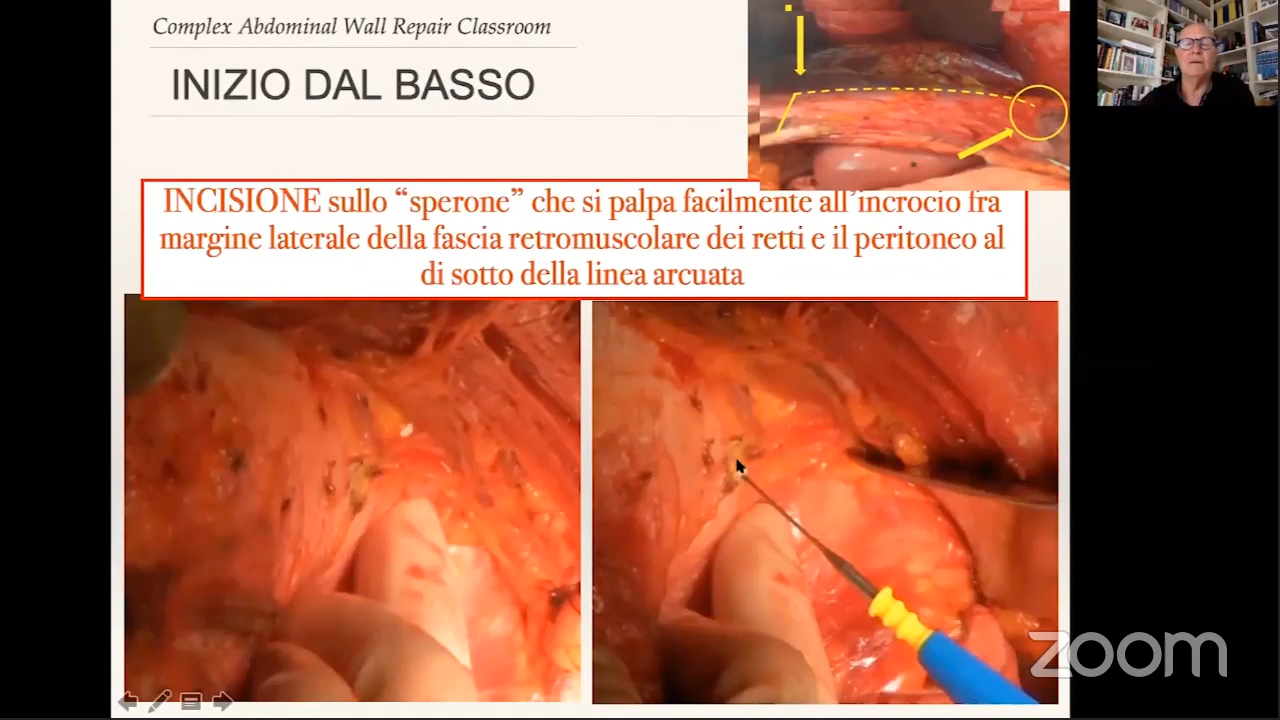 Complex Abdominal Wall Repair Classroom
INIZIO DAL BASSO
INCISIONE sullo “sperone” che si palpa facilmente all’incrocio fra
margine laterale della fascia retromuscolare dei retti e il peritoneo al
di sotto della linea arcuata
zoom